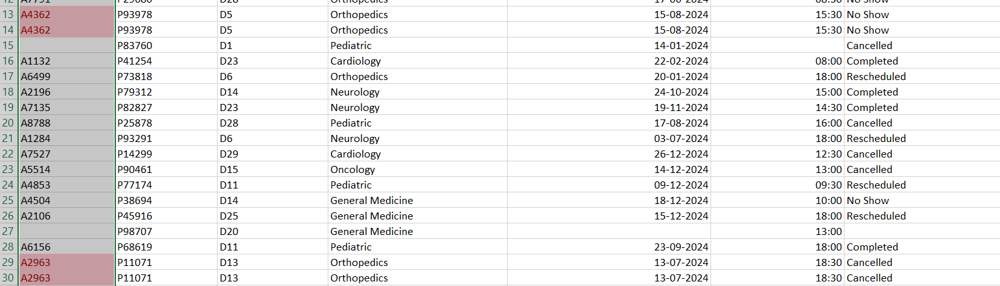 13 A4362 P93978 D5 Orthopedics 15-08-2024 15:30 No Show
14 A4362 P93978 D5 Orthopedics 15-08-2024 15:30 No Show
15 P83760 D1 Pediatric 14-01-2024 Cancelled
16 A1132 P41254 D23 Cardiology 22-02-2024 08:00 Completed
17 A6499 P73818 D6 Orthopedics 20-01-2024 18:00 Rescheduled
18 A2196 P79312 D14 Neurology 24-10-2024 15:00 Completed
19 A7135 P82827 D23 Neurology 19-11-2024 14:30 Completed
20 A8788 P25878 D28 Pediatric 17-08-2024 16:00 Cancelled
21 A1284 P93291 D6 Neurology 03-07-2024 18:00 Rescheduled
22 A7527 P14299 D29 Cardiology 26-12-2024 12:30 Cancelled
23 A5514 P90461 D15 Oncology 14-12-2024 13:00 Cancelled
24 A4853 P77174 D11 Pediatric 09-12-2024 09:30 Rescheduled
25 A4504 P38694 D14 General Medicine 18-12-2024 10:00 No Show
26 A2106 P45916 D25 General Medicine 15-12-2024 18:00 Rescheduled
27 P98707 D20 General Medicine 13:00
28 A6156 P68619 D11 Pediatric 23-09-2024 18:00 Completed
29 A2963 P11071 D13 Orthopedics 13-07-2024 18:30 Cancelled
30 A2963 P11071 D13 Orthopedics 13-07-2024 18:30 Cancelled